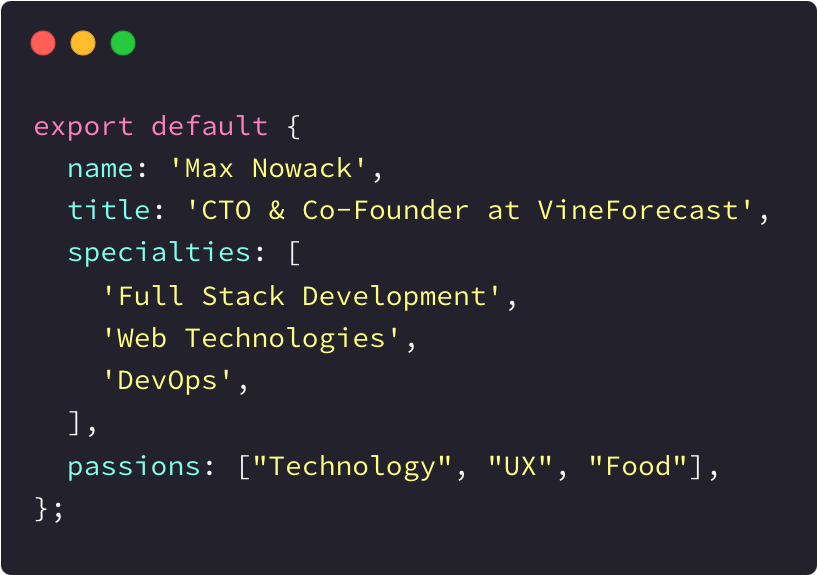 export default {
  name: 'Max Nowack',
  title: 'CTO & Co-Founder at VineForecast',
  specialties: [
    'Full Stack Development',
    'Web Technologies',
    'DevOps',
  ],
  passions: ["Technology", "UX", "Food"],
};